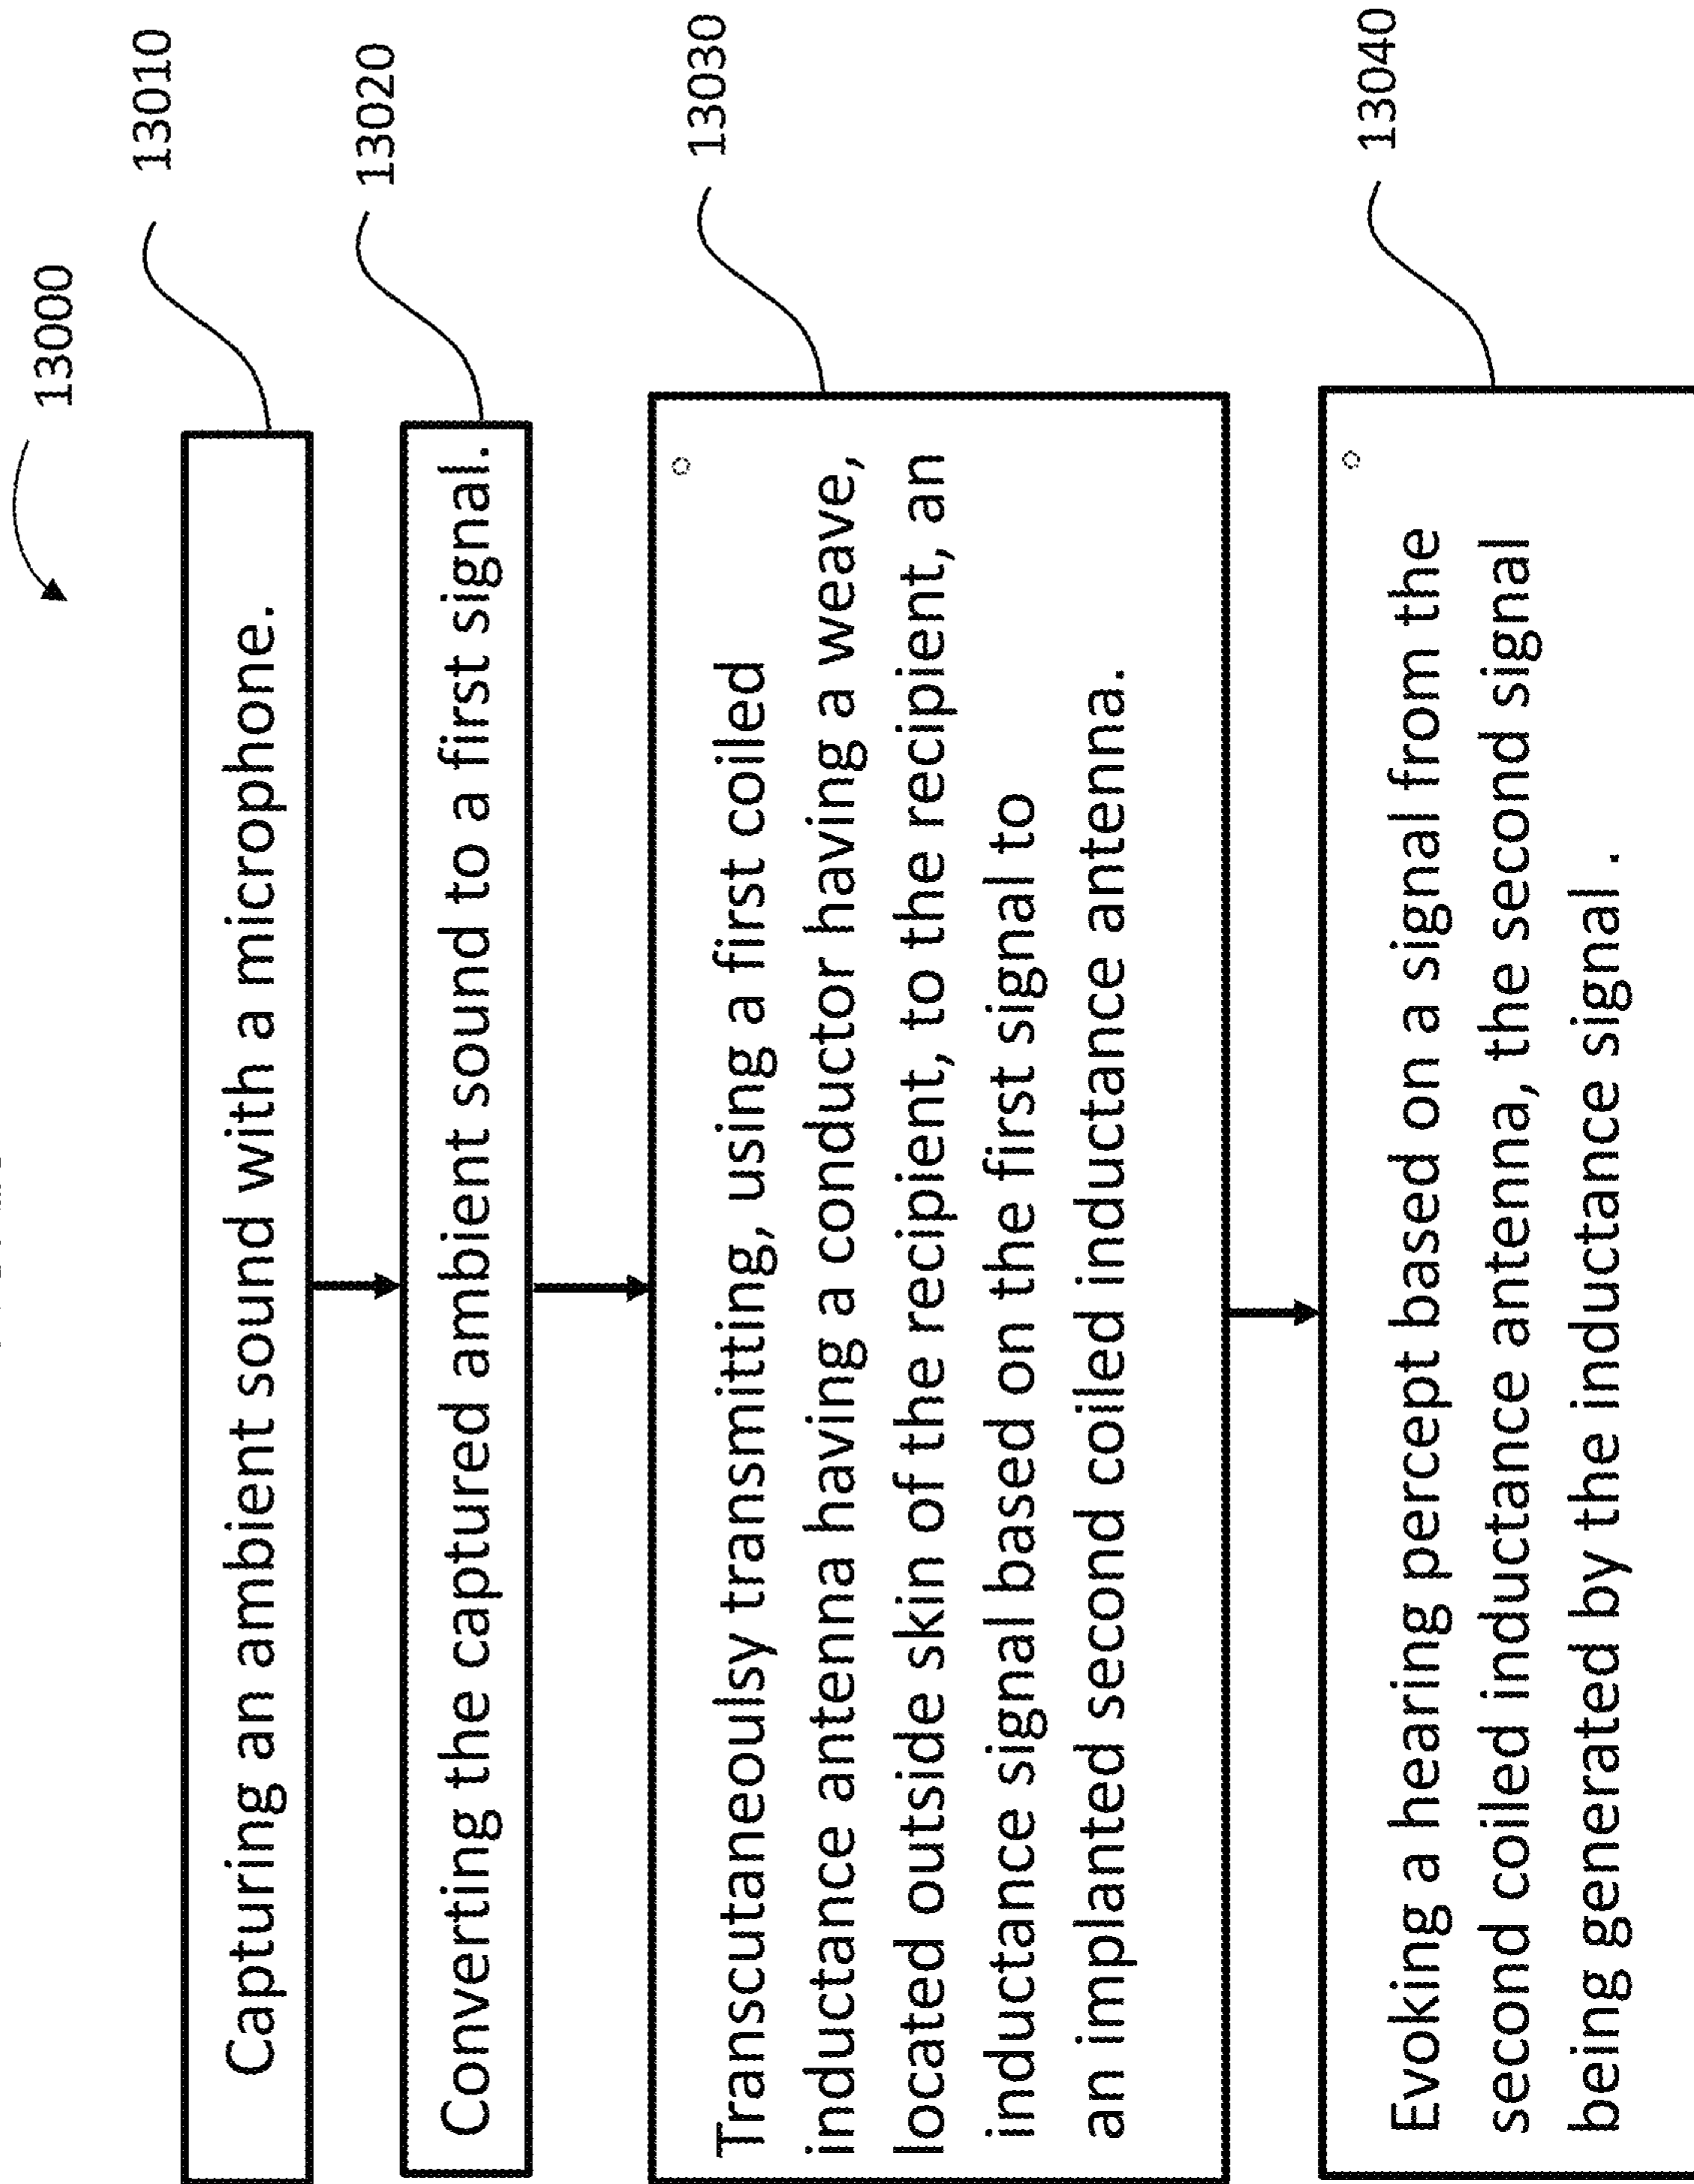 13000
Capturing an ambient sound with a microphone.
13010
Converting the captured ambient sound to a first signal.
13020
Transcutaneoulsy transmitting, using a first coiled
inductance antenna having a conductor having a weave,
located outside skin of the recipient, to the recipient, an
inductance signal based on the first signal to
an implanted second coiled inductance antenna.
13030
Evoking a hearing percept based on a signal from the
second coiled inductance antenna, the second signal
being generated by the inductance signal .
13040